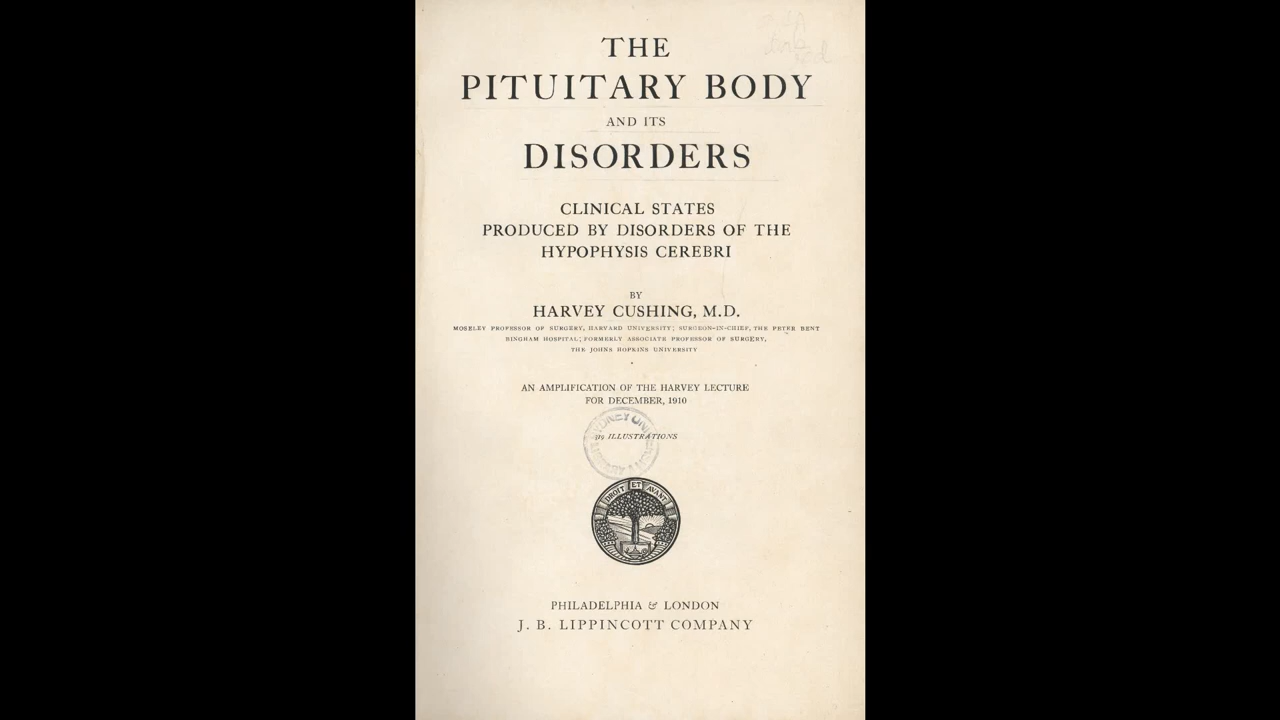 THE
PITUITARY BODY
AND ITS
DISORDERS
CLINICAL STATES
PRODUCED BY DISORDERS OF THE
HYPOPHYSIS CEREBRI
BY
HARVEY CUSHING, M.D.
MOSELEY PROFESSOR OF SURGERY, HARVARD UNIVERSITY; SURGEON-IN-CHIEF, THE PETER BENT
BINGHAM HOSPITAL; FORMERLY ASSOCIATE PROFESSOR OF SURGERY,
THE JOHNS HOPKINS UNIVERSITY
AN AMPLIFICATION OF THE HARVEY LECTURE
FOR DECEMBER, 1910
319 ILLUSTRATIONS
DROIT ET AVANT
PHILADELPHIA & LONDON
J. B. LIPPINCOTT COMPANY